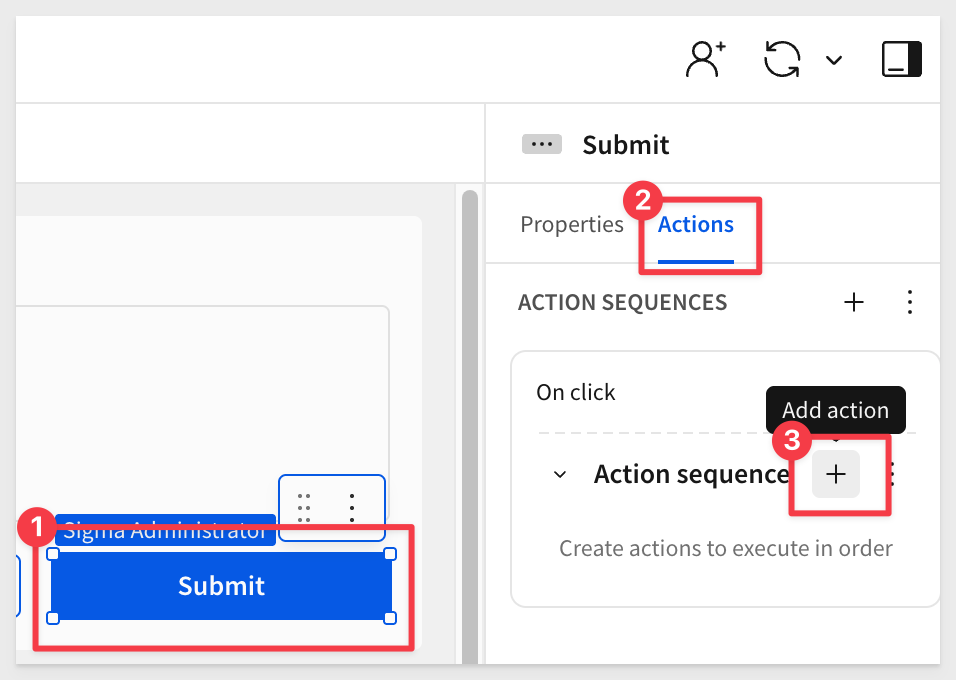 Submit
2
Properties
Actions
ACTION SEQUENCES
On click
Add action
3
Action sequence
Create actions to execute in order
1
Sigma Administrator
Submit